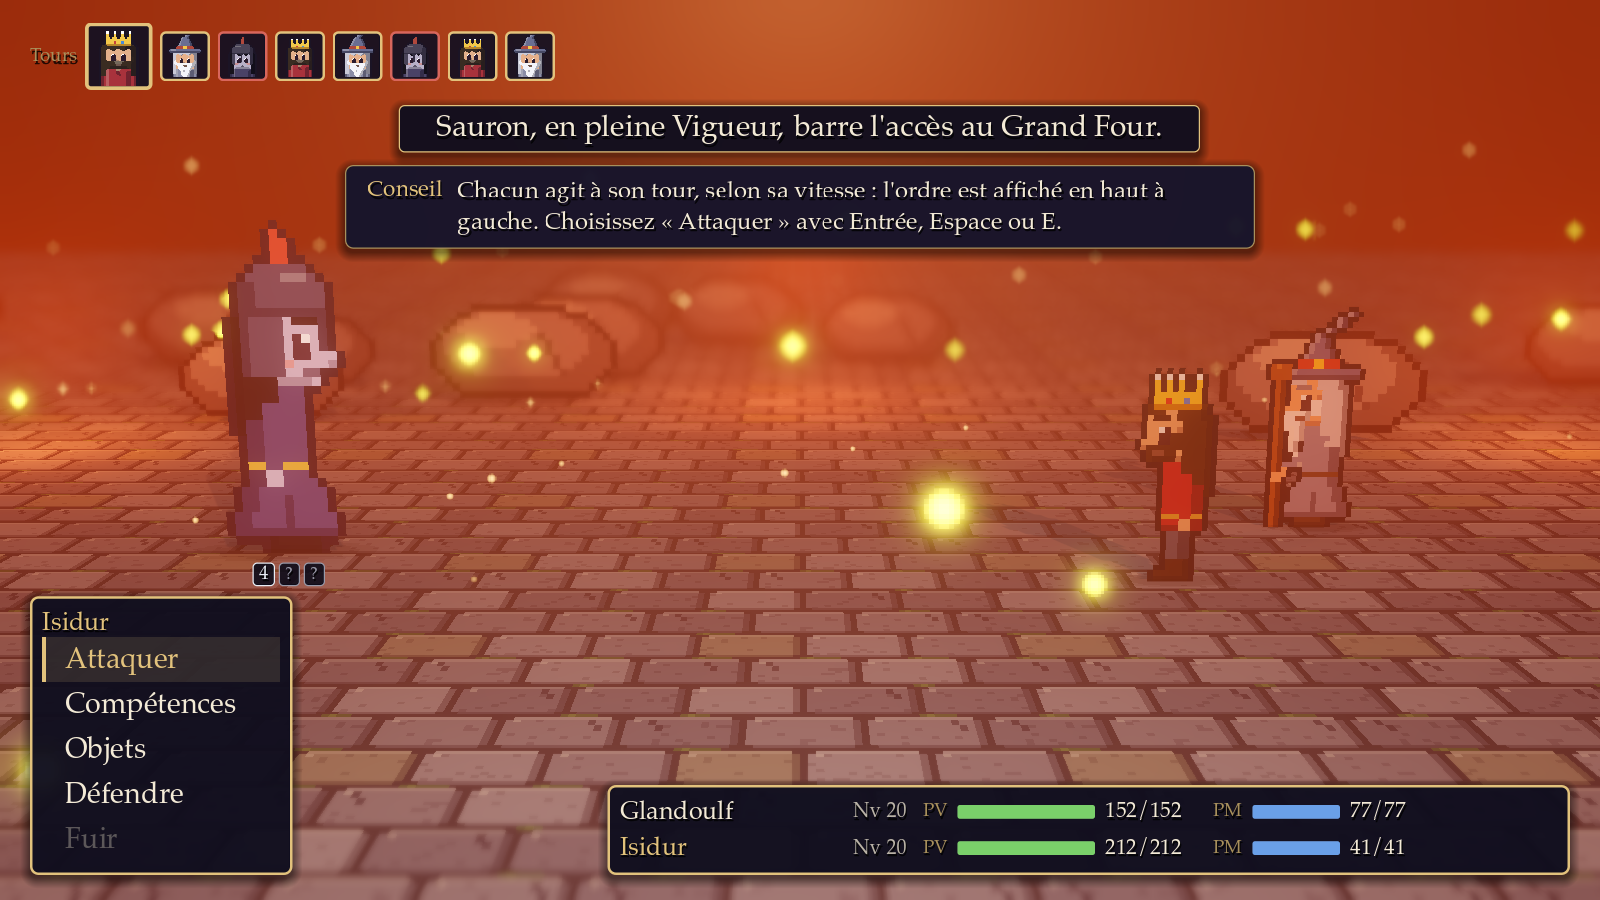 Tours
Sauron, en pleine Vigueur, barre l'accès au Grand Four.
Conseil Chacun agit à son tour, selon sa vitesse : l'ordre est affiché en haut à
gauche. Choisissez « Attaquer » avec Entrée, Espace ou E.
4 ? ?
Isidur
Attaquer
Compétences
Objets
Défendre
Fuir
Glandoulf Nv 20 PV 152/152 PM 77/77
Isidur Nv 20 PV 212/212 PM 41/41